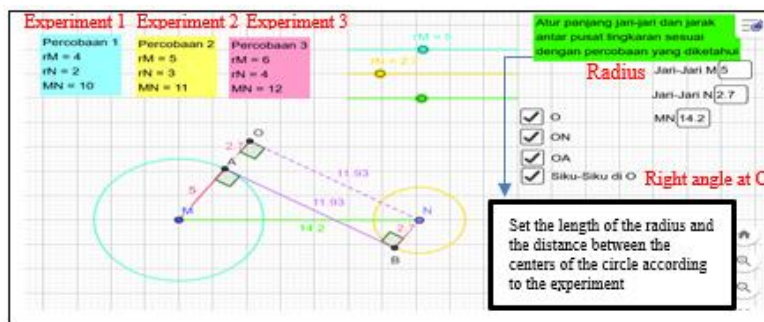 Experiment 1 Experiment 2 Experiment 3
Percobaan 1
rM = 4
rN = 2
MN = 10
Percobaan 2
rM = 5
rN = 3
MN = 11
Percobaan 3
rM = 6
rN = 4
MN = 12
rM = 5
rN = 2.7
Atur panjang jari-jari dan jarak
antar pusat lingkaran sesuai
dengan percobaan yang diketahui
Radius
Jari-Jari M 5
Jari-Jari N 2.7
MN 14.2
O
ON
OA
Siku-Siku di O
Right angle at O
Set the length of the radius and
the distance between the
centers of the circle according
to the experiment
O
2.7
A
11.93
5
11.93
M
N
14.2
B